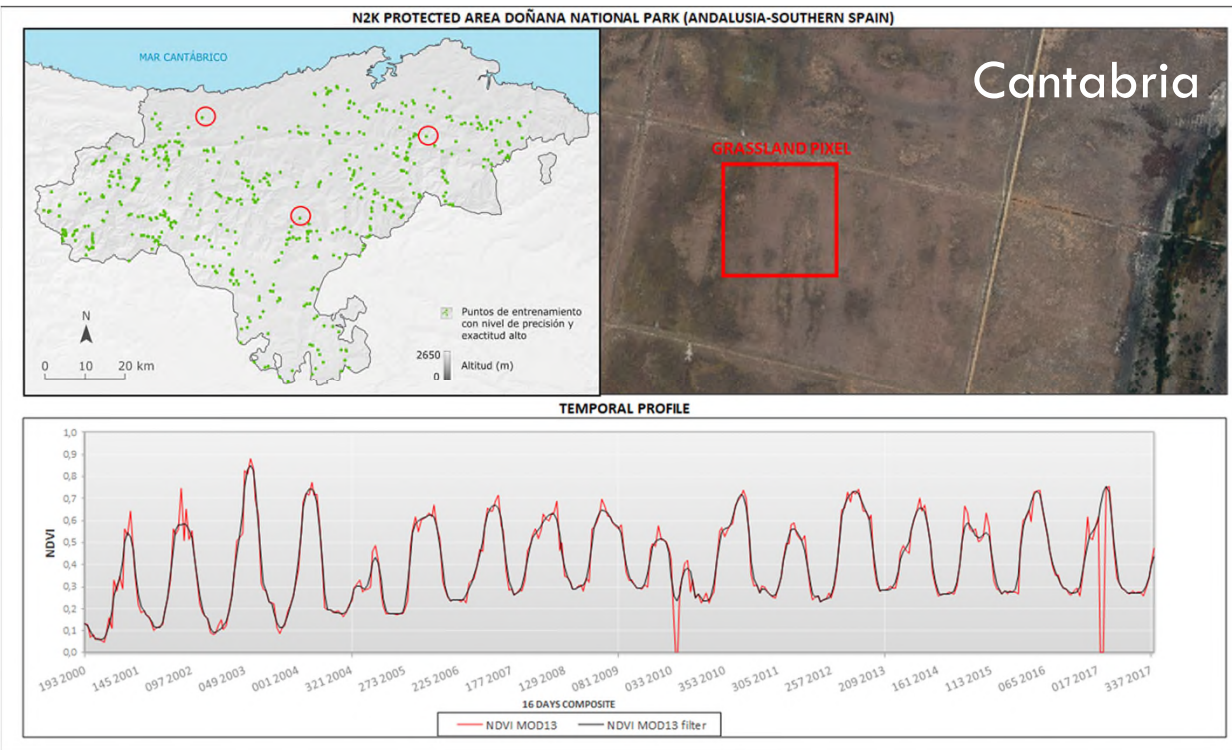 N2K PROTECTED AREA DOÑANA NATIONAL PARK (ANDALUSIA-SOUTHERN SPAIN)
MAR CANTÁBRICO
N
0 10 20 km
Puntos de entrenamiento
con nivel de precisión y
exactitud alto
2650
Altitud (m)
0
Cantabria
GRASSLAND PIXEL
TEMPORAL PROFILE
NDVI
1,0
0,9
0,8
0,7
0,6
0,5
0,4
0,3
0,2
0,1
0,0
193 2000 145 2001 097 2002 049 2003 001 2004 321 2004 273 2005 225 2006 177 2007 129 2008 081 2009 033 2010 353 2010 305 2011 257 2012 209 2013 161 2014 113 2015 065 2016 017 2017 337 2017
16 DAYS COMPOSITE
NDVI MOD13 NDVI MOD13 filter